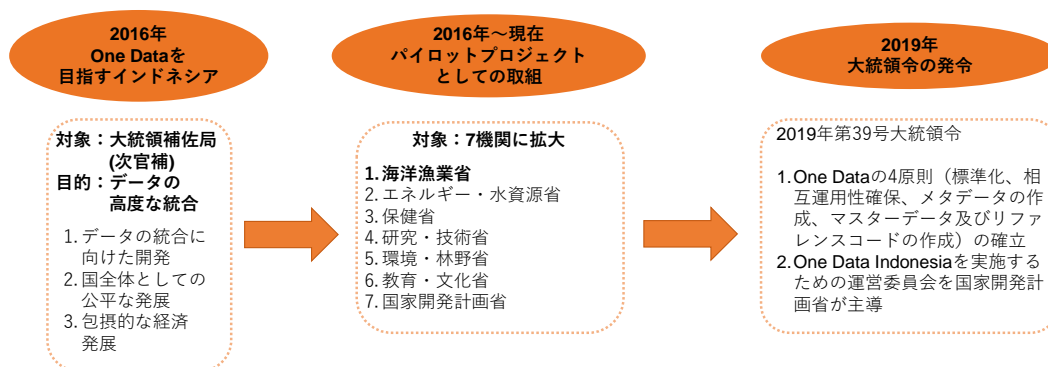 2016年
One Dataを
目指すインドネシア
対象：大統領補佐局
(次官補)
目的：データの
高度な統合
1. データの統合に
向けた開発
2. 国全体としての
公平な発展
3. 包摂的な経済
発展
2016年～現在
パイロットプロジェクト
としての取組
対象：7機関に拡大
1. 海洋漁業省
2. エネルギー・水資源省
3. 保健省
4. 研究・技術省
5. 環境・林野省
6. 教育・文化省
7. 国家開発計画省
2019年
大統領令の発令
2019年第39号大統領令
1. One Dataの4原則（標準化、相
互運用性確保、メタデータの作
成、マスターデータ及びリファ
レンスコードの作成）の確立
2. One Data Indonesiaを実施する
ための運営委員会を国家開発計
画省が主導